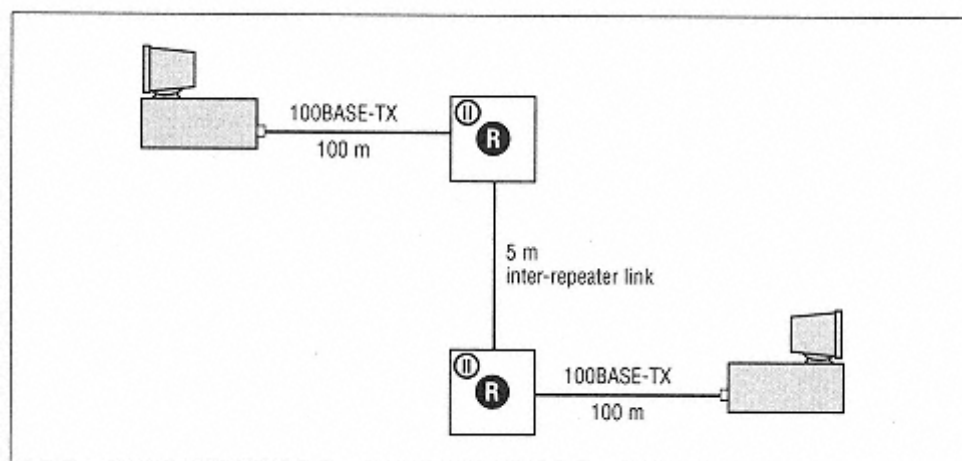 100BASE-TX
100 m
II
R
5 m
inter-repeater link
II
R
100BASE-TX
100 m